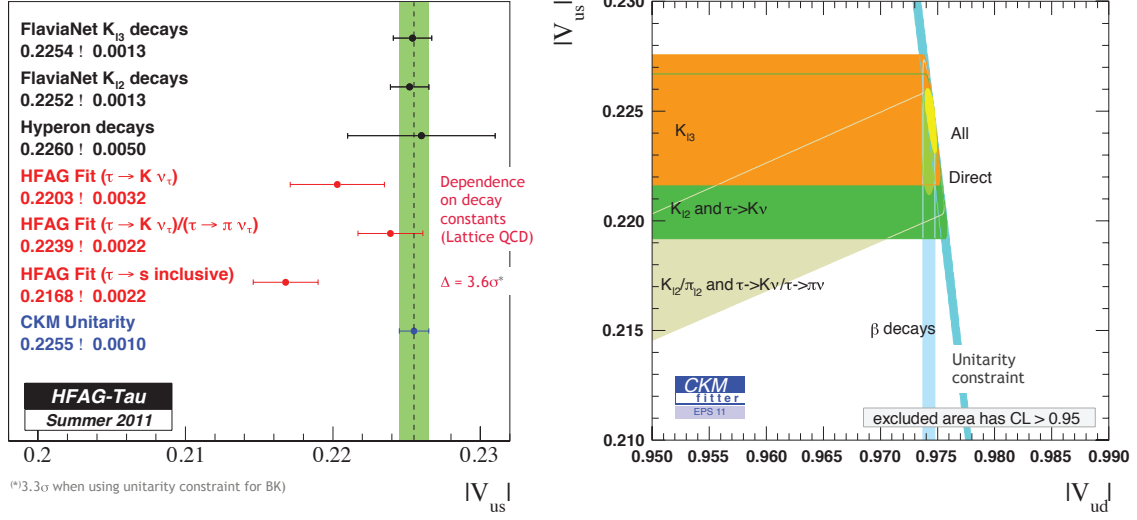 FlaviaNet K_l3 decays
0.2254 ! 0.0013
FlaviaNet K_l2 decays
0.2252 ! 0.0013
Hyperon decays
0.2260 ! 0.0050
HFAG Fit (τ → K ν_τ)
0.2203 ! 0.0032
HFAG Fit (τ → K ν_τ)/(τ → π ν_τ)
0.2239 ! 0.0022
HFAG Fit (τ → s inclusive)
0.2168 ! 0.0022
CKM Unitarity
0.2255 ! 0.0010
Dependence
on decay
constants
(Lattice QCD)
Δ = 3.6σ*
HFAG-Tau
Summer 2011
0.2 0.21 0.22 0.23
|V_us|
(*)3.3σ when using unitarity constraint for BK)
|V_us|
0.230
0.225
0.220
0.215
0.210
K_l3
All
Direct
K_l2 and τ->Kν
K_l2/π_l2 and τ->Kν/τ->πν
β decays
Unitarity
constraint
CKM
fitter
EPS 11
excluded area has CL > 0.95
0.950 0.955 0.960 0.965 0.970 0.975 0.980 0.985 0.990
|V_ud|